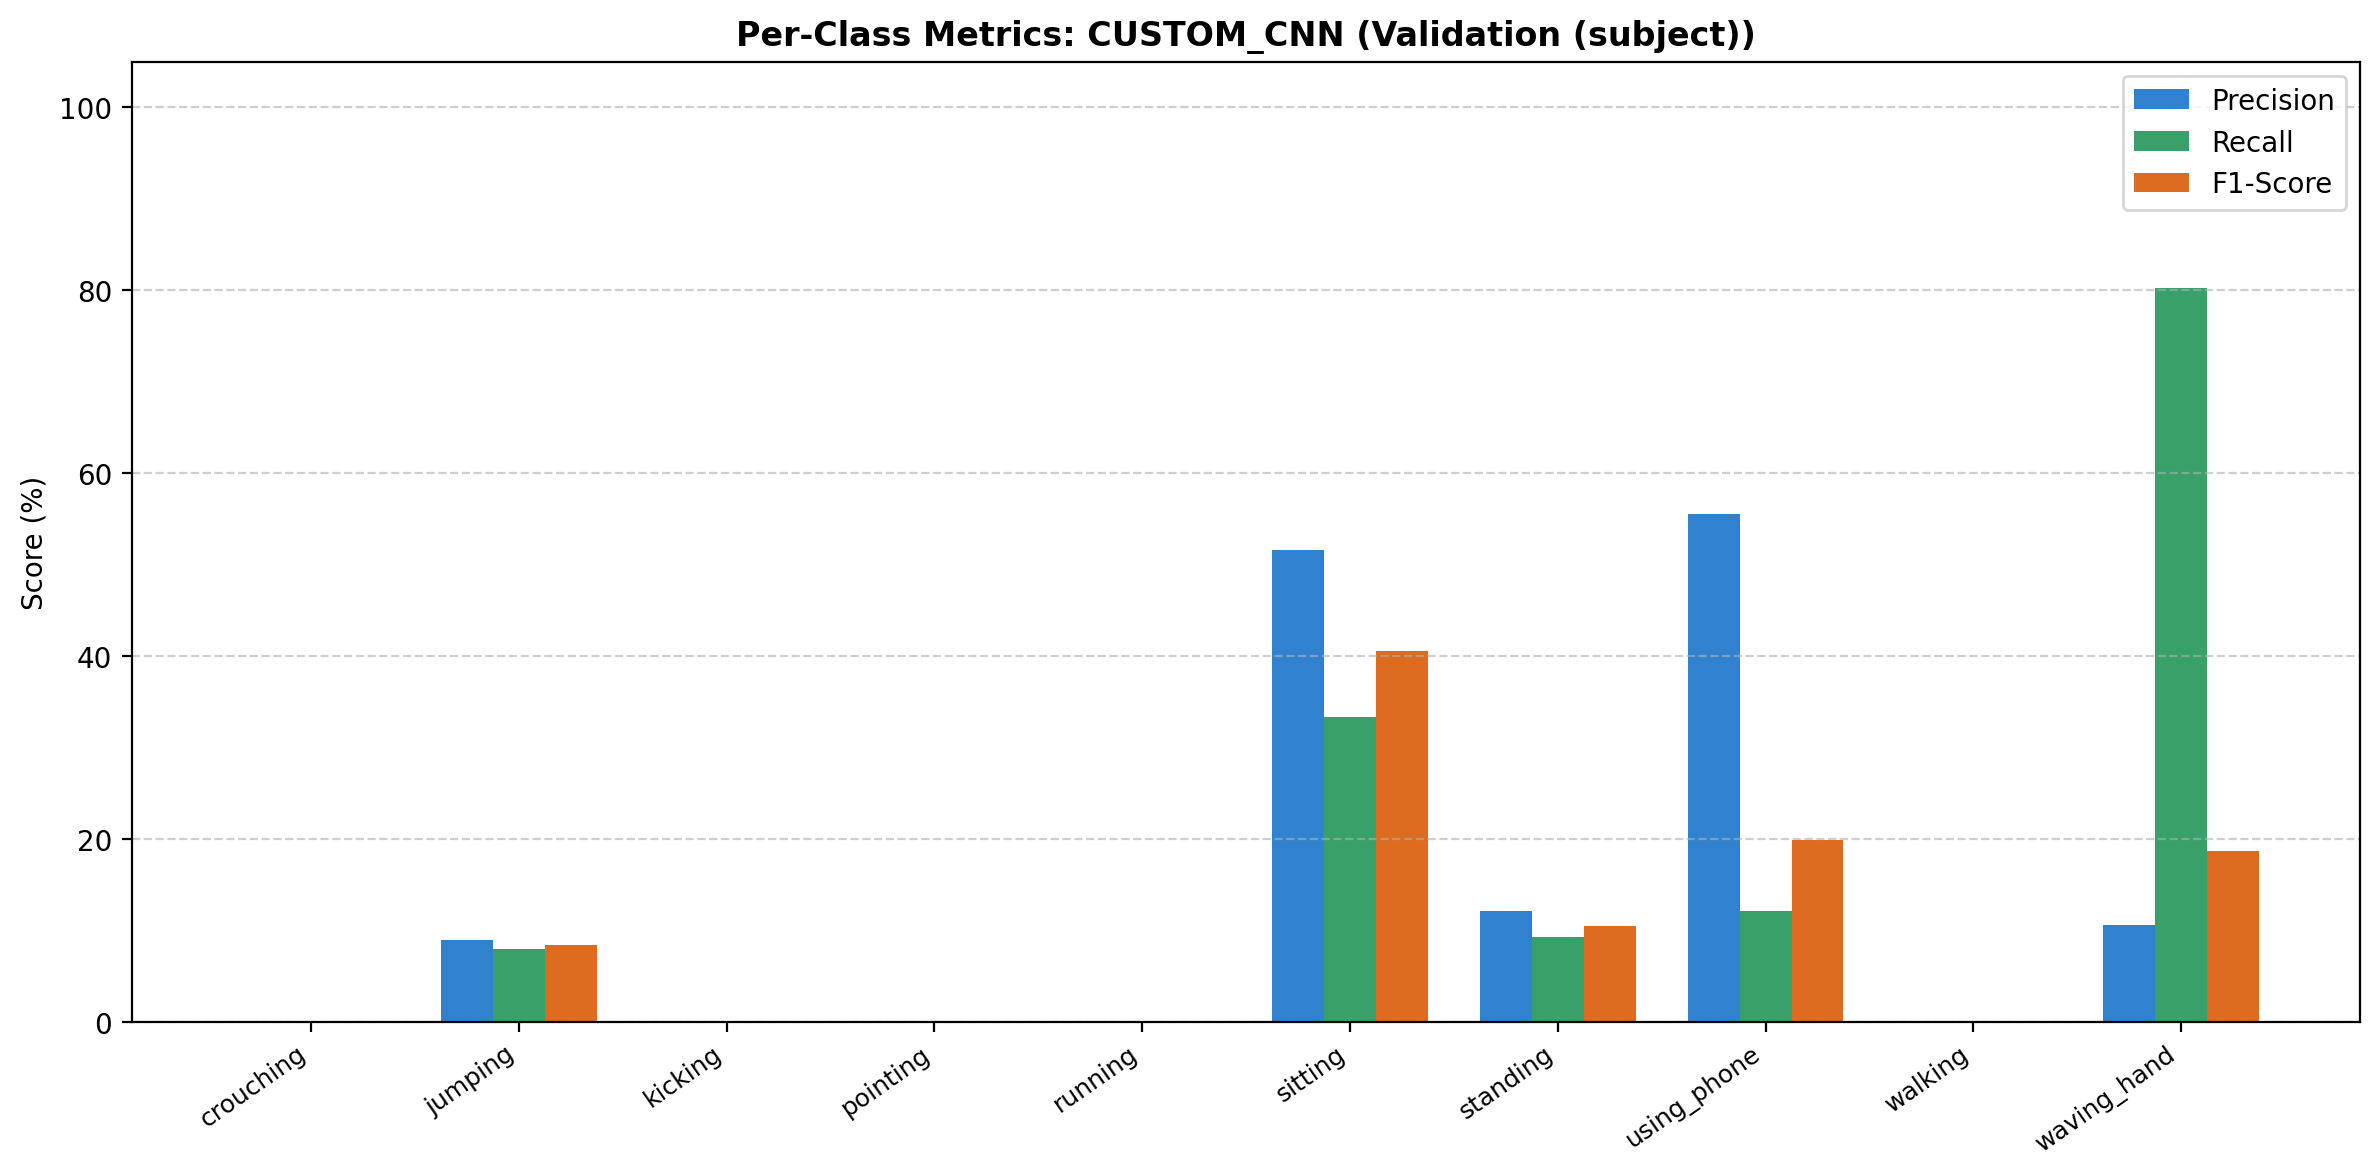 Per-Class Metrics: CUSTOM_CNN (Validation (subject))
Precision
Recall
F1-Score
Score (%)
100
80
60
40
20
0
crouching
jumping
kicking
pointing
running
sitting
standing
using_phone
walking
waving_hand